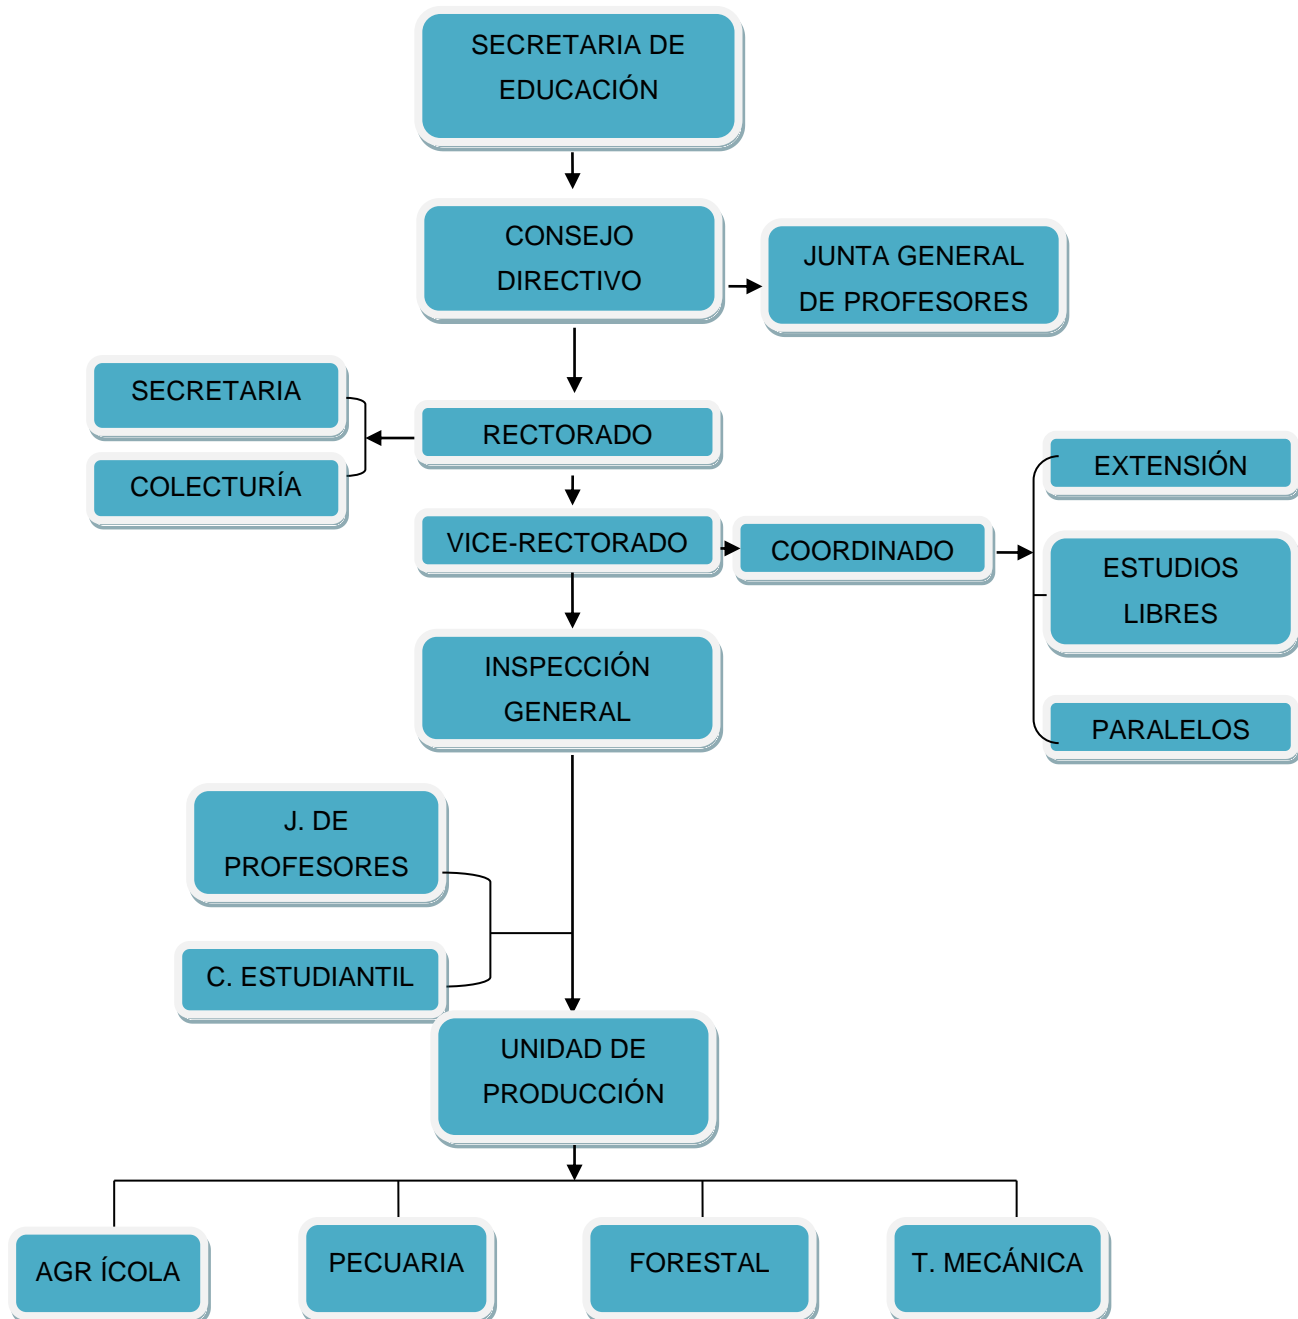 SECRETARIA DE
EDUCACIÓN
CONSEJO
DIRECTIVO
JUNTA GENERAL
DE PROFESORES
SECRETARIA
RECTORADO
COLECTURÍA
EXTENSIÓN
VICE-RECTORADO
COORDINADO
ESTUDIOS
LIBRES
INSPECCIÓN
GENERAL
PARALELOS
J. DE
PROFESORES
C. ESTUDIANTIL
UNIDAD DE
PRODUCCIÓN
AGR ÍCOLA
PECUARIA
FORESTAL
T. MECÁNICA